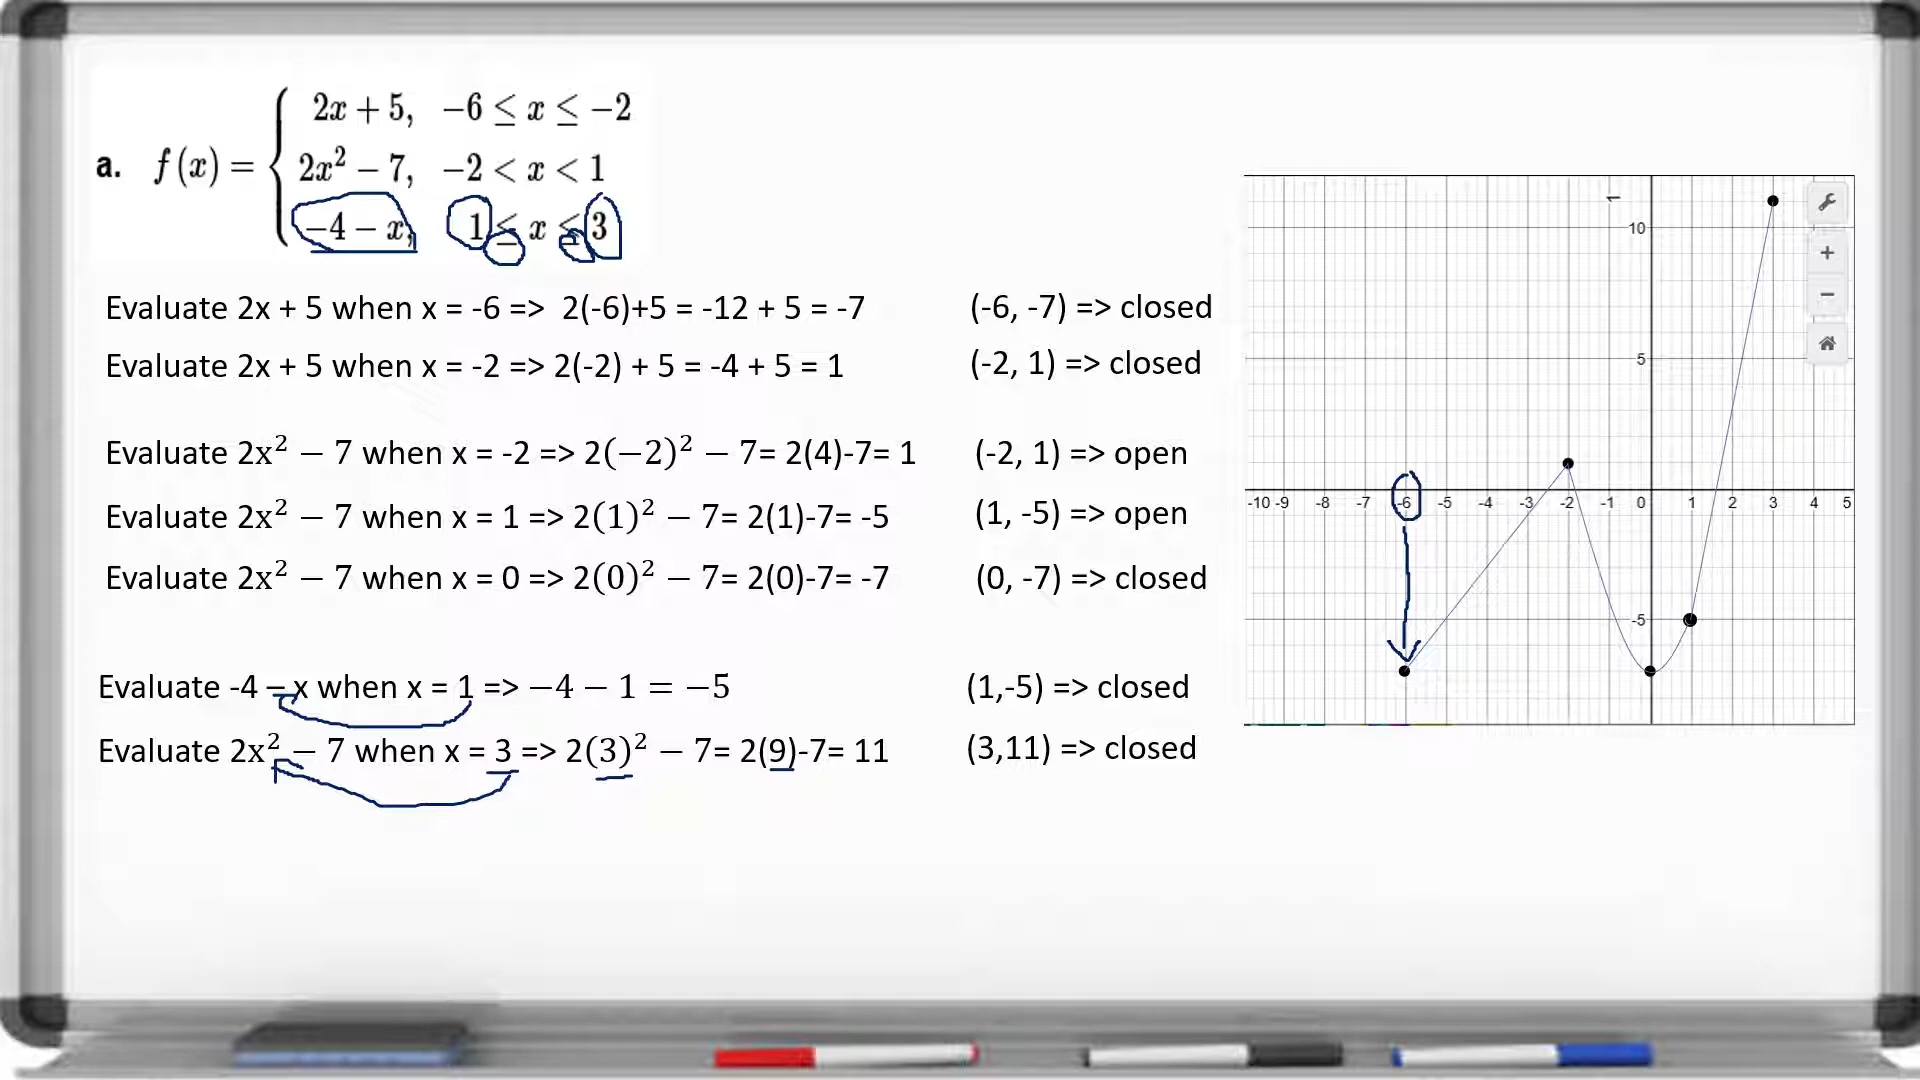 a. f(x) = { 2x + 5, −6 ≤ x ≤ −2
2x² − 7, −2 < x < 1
−4 − x, 1 ≤ x ≤ 3
Evaluate 2x + 5 when x = -6 => 2(-6)+5 = -12 + 5 = -7 (-6, -7) => closed
Evaluate 2x + 5 when x = -2 => 2(-2) + 5 = -4 + 5 = 1 (-2, 1) => closed
Evaluate 2x² − 7 when x = -2 => 2(−2)² − 7= 2(4)-7= 1 (-2, 1) => open
Evaluate 2x² − 7 when x = 1 => 2(1)² − 7= 2(1)-7= -5 (1, -5) => open
Evaluate 2x² − 7 when x = 0 => 2(0)² − 7= 2(0)-7= -7 (0, -7) => closed
Evaluate -4 – x when x = 1 => −4 − 1 = −5 (1,-5) => closed
Evaluate 2x² − 7 when x = 3 => 2(3)² − 7= 2(9)-7= 11 (3,11) => closed
1
10
5
-10 -9 -8 -7 -6 -5 -4 -3 -2 -1 0 1 2 3 4 5
-5